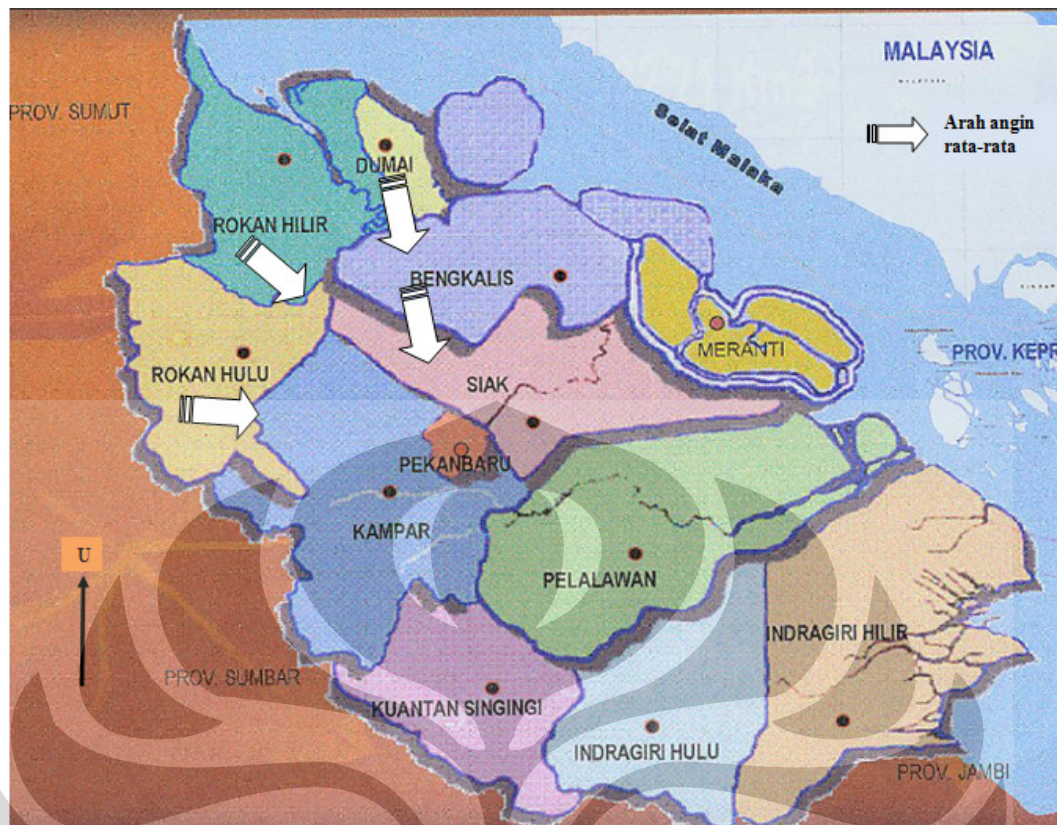 MALAYSIA
PROV. SUMUT
Selat Malaka
Arah angin
rata-rata
DUMAI
ROKAN HILIR
BENGKALIS
MERANTI
PROV. KEPR
ROKAN HULU
SIAK
PEKANBARU
KAMPAR
U
PELALAWAN
INDRAGIRI HILIR
PROV. SUMBAR
KUANTAN SINGINGI
INDRAGIRI HULU
PROV. JAMBI